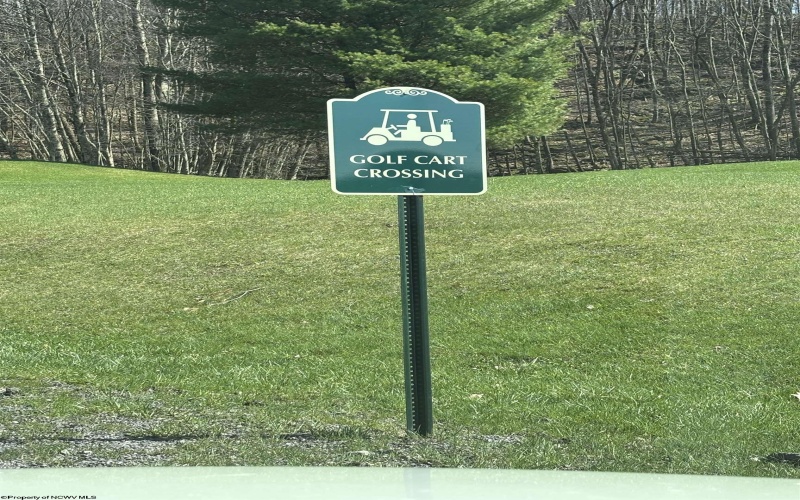 GOLF CART
CROSSING
©Property of NCWV MLS